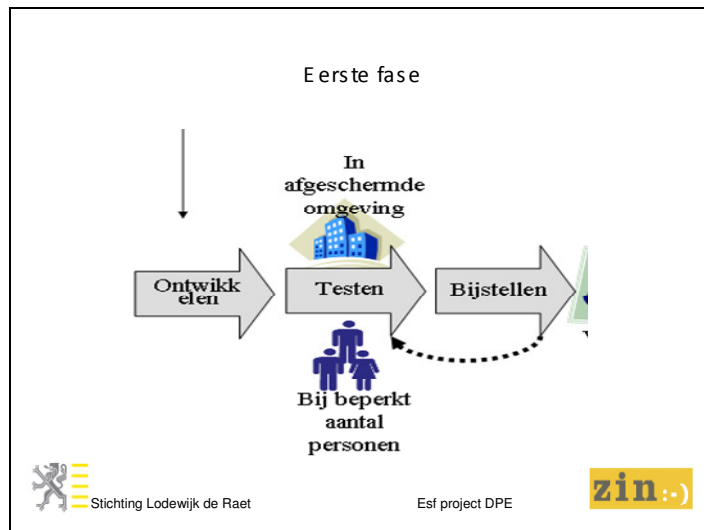 Eerste fase
In
afgeschermde
omgeving
Ontwikk
elen
Testen
Bijstellen
Bij beperkt
aantal
personen
Stichting Lodewijk de Raet
Esf project DPE
zin :-)